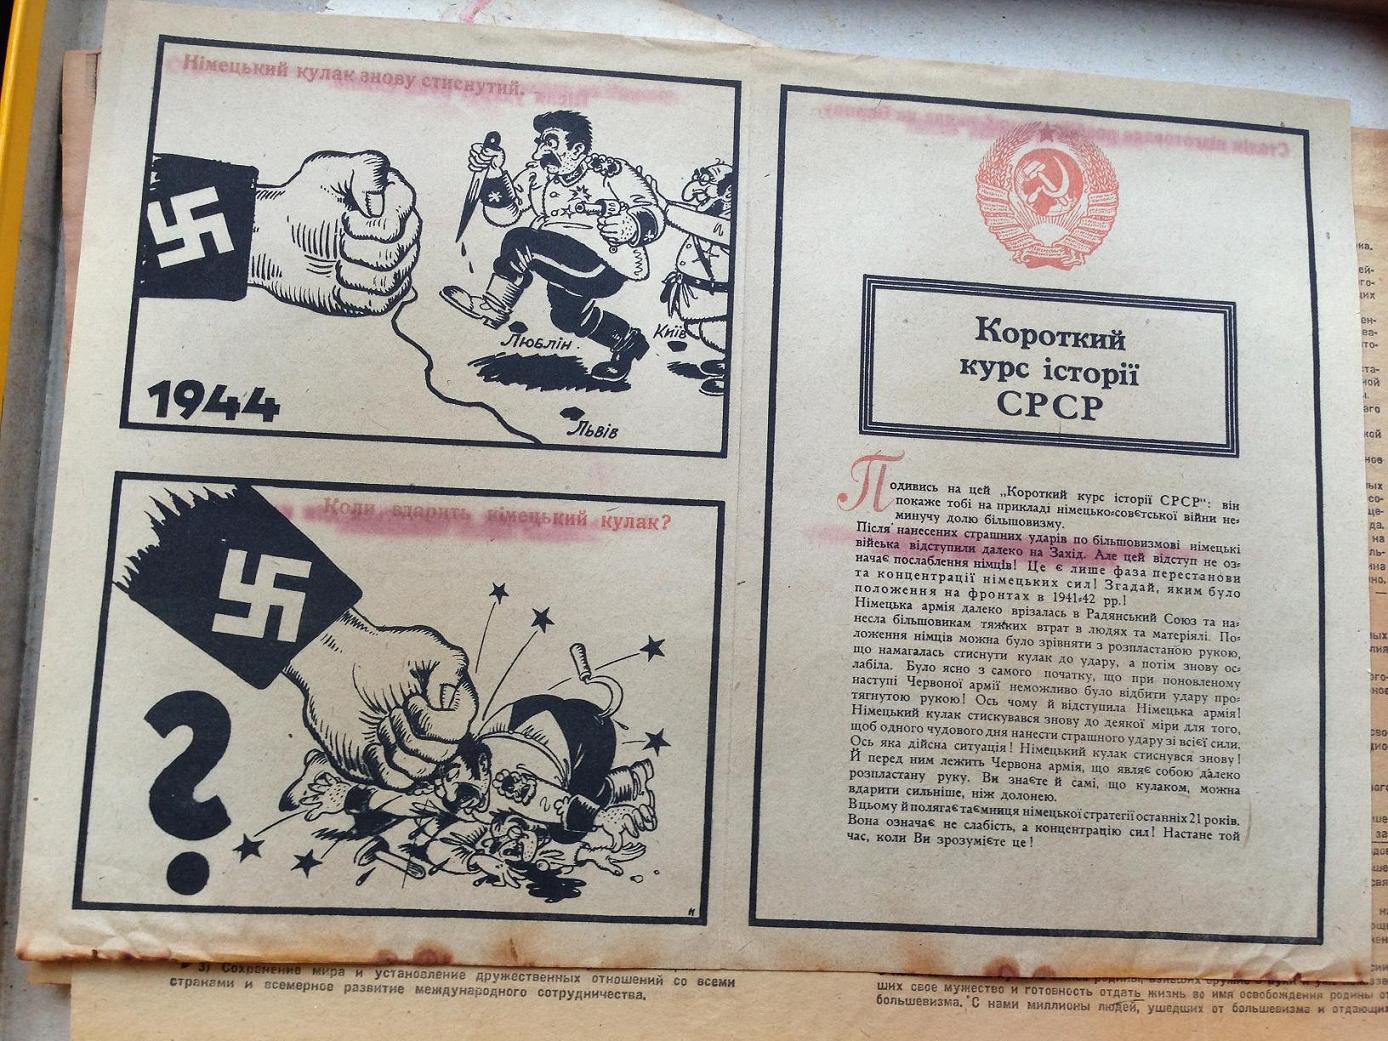 Німецький кулак знову стиснутий.
Люблін.
Київ
Львів
1944
Коли вдарить німецький кулак?
?
к
Короткий
курс історії
СРСР
Подивись на цей „Короткий курс історії СРСР“: він
покаже тобі на прикладі німецько-совєтської війни не-
минучу долю більшовизму.
Після нанесених страшних ударів по більшовизмові німецькі
війська відступили далеко на Захід. Але цей відступ не оз-
начає послаблення німців! Це є лише фаза перестанови
та концентрації німецьких сил! Згадай, яким було
положення на фронтах в 1941-42 рр.!
Німецька армія далеко врізалась в Радянський Союз та на-
несла більшовикам тяжких втрат в людях та матеріялі. По-
ложення німців можна було зрівняти з розпластаною рукою,
що намагалась стиснути кулак до удару, а потім знову ос-
лабіла. Було ясно з самого початку, що при поновленому
наступі Червоної армії неможливо було відбити удару про-
тягнутою рукою! Ось чому й відступила Німецька армія!
Німецький кулак стискувався знову до деякої міри для того,
щоб одного чудового дня нанести страшного удару зі всієї сили.
Ось яка дійсна ситуація! Німецький кулак стиснувся знову!
Й перед ним лежить Червона армія, що являє собою далеко
розпластану руку. Ви знаєте й самі, що кулаком, можна
вдарити сильніше, ніж долонею.
В цьому й полягає таємниця німецької стратегії останніх 21 років.
Вона означає не слабість, а концентрацію сил! Настане той
час, коли Ви зрозумієте це!
3) Сохранение мира и установление дружественных отношений со всеми
странами и всемерное развитие международного сотрудничества.
ших свое мужество и готовность отдать жизнь во имя освобождения родины от
большевизма. С нами миллионы людей, ушедших от большевизма и отдающих